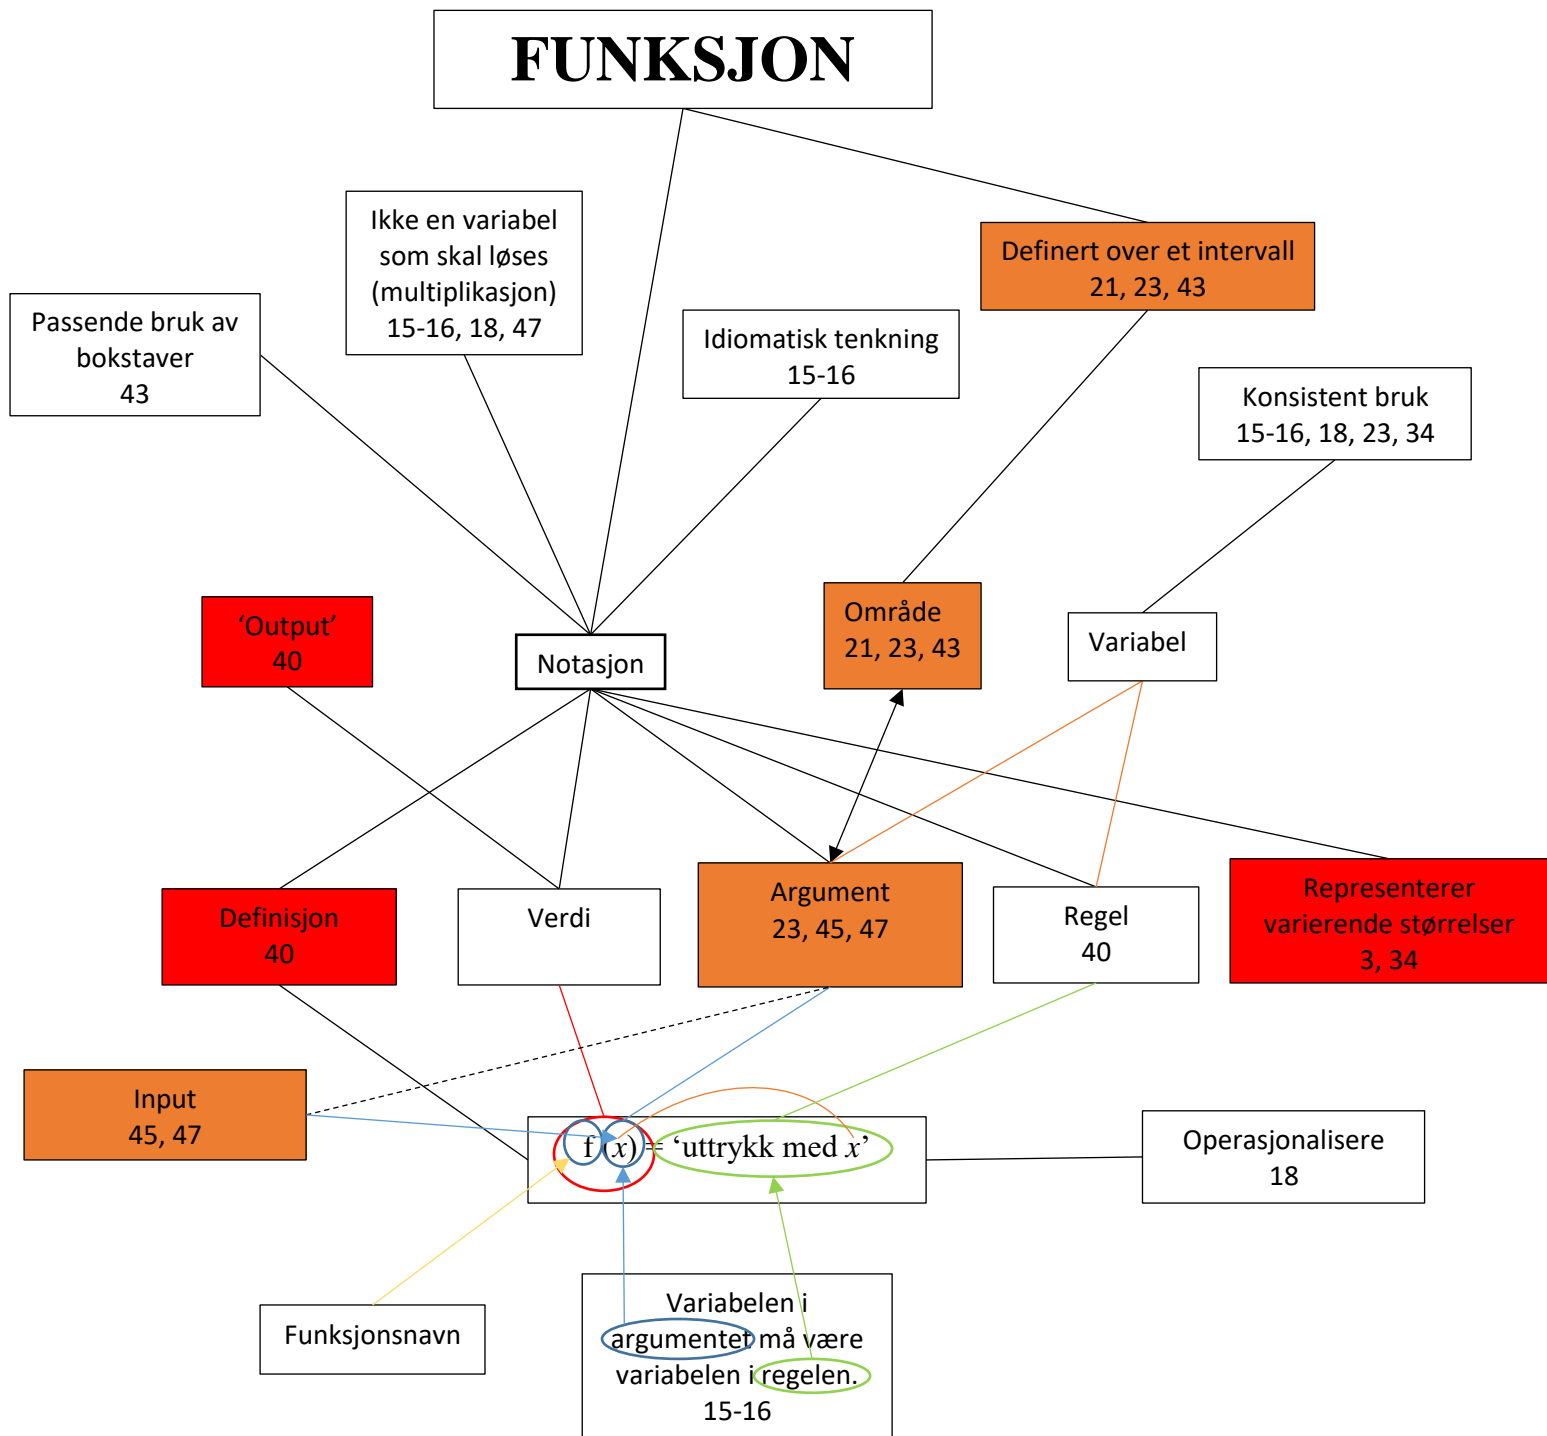 FUNKSJON
Ikke en variabel
som skal løses
(multiplikasjon)
15-16, 18, 47
Definert over et intervall
21, 23, 43
Passende bruk av
bokstaver
43
Idiomatisk tenkning
15-16
Konsistent bruk
15-16, 18, 23, 34
‘Output’
40
Notasjon
Område
21, 23, 43
Variabel
Definisjon
40
Verdi
Argument
23, 45, 47
Regel
40
Representerer
varierende størrelser
3, 34
Input
45, 47
f (x) = ‘uttrykk med x’
Operasjonalisere
18
Funksjonsnavn
Variabelen i
argumentet må være
variabelen i regelen.
15-16